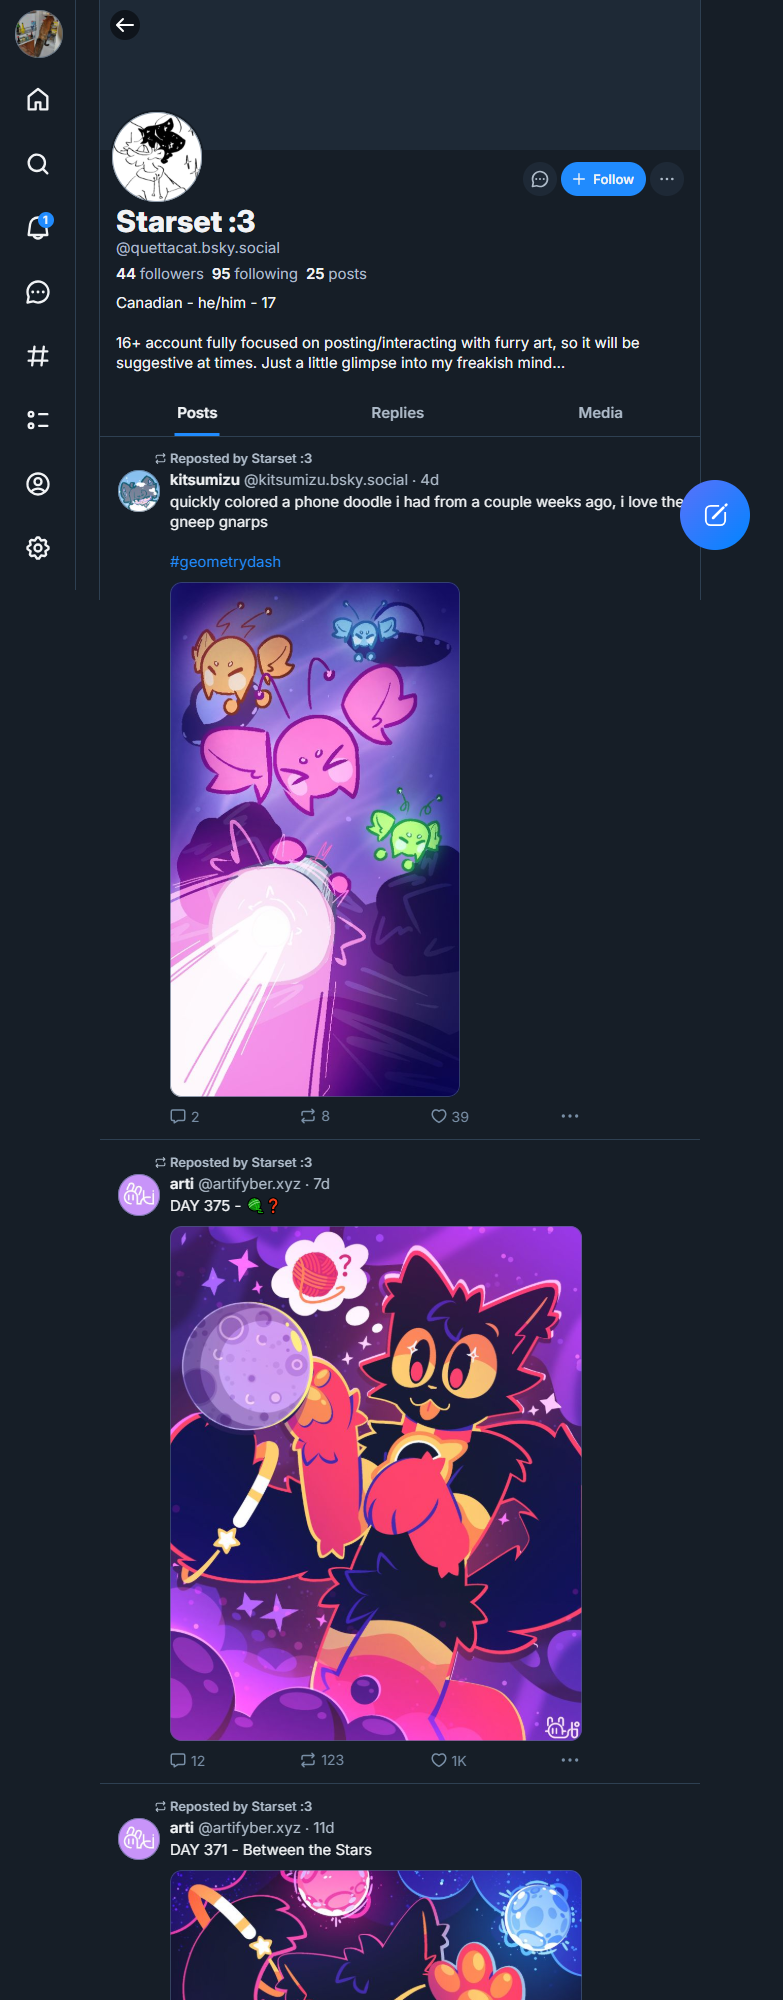 1
Follow
Starset :3
@quettacat.bsky.social
44 followers 95 following 25 posts
Canadian - he/him - 17
16+ account fully focused on posting/interacting with furry art, so it will be
suggestive at times. Just a little glimpse into my freakish mind...
Posts Replies Media
Reposted by Starset :3
kitsumizu @kitsumizu.bsky.social · 4d
quickly colored a phone doodle i had from a couple weeks ago, i love the
gneep gnarps
#geometrydash
2 8 39
Reposted by Starset :3
arti @artifyber.xyz · 7d
DAY 375 - ❓
?
12 123 1K
Reposted by Starset :3
arti @artifyber.xyz · 11d
DAY 371 - Between the Stars